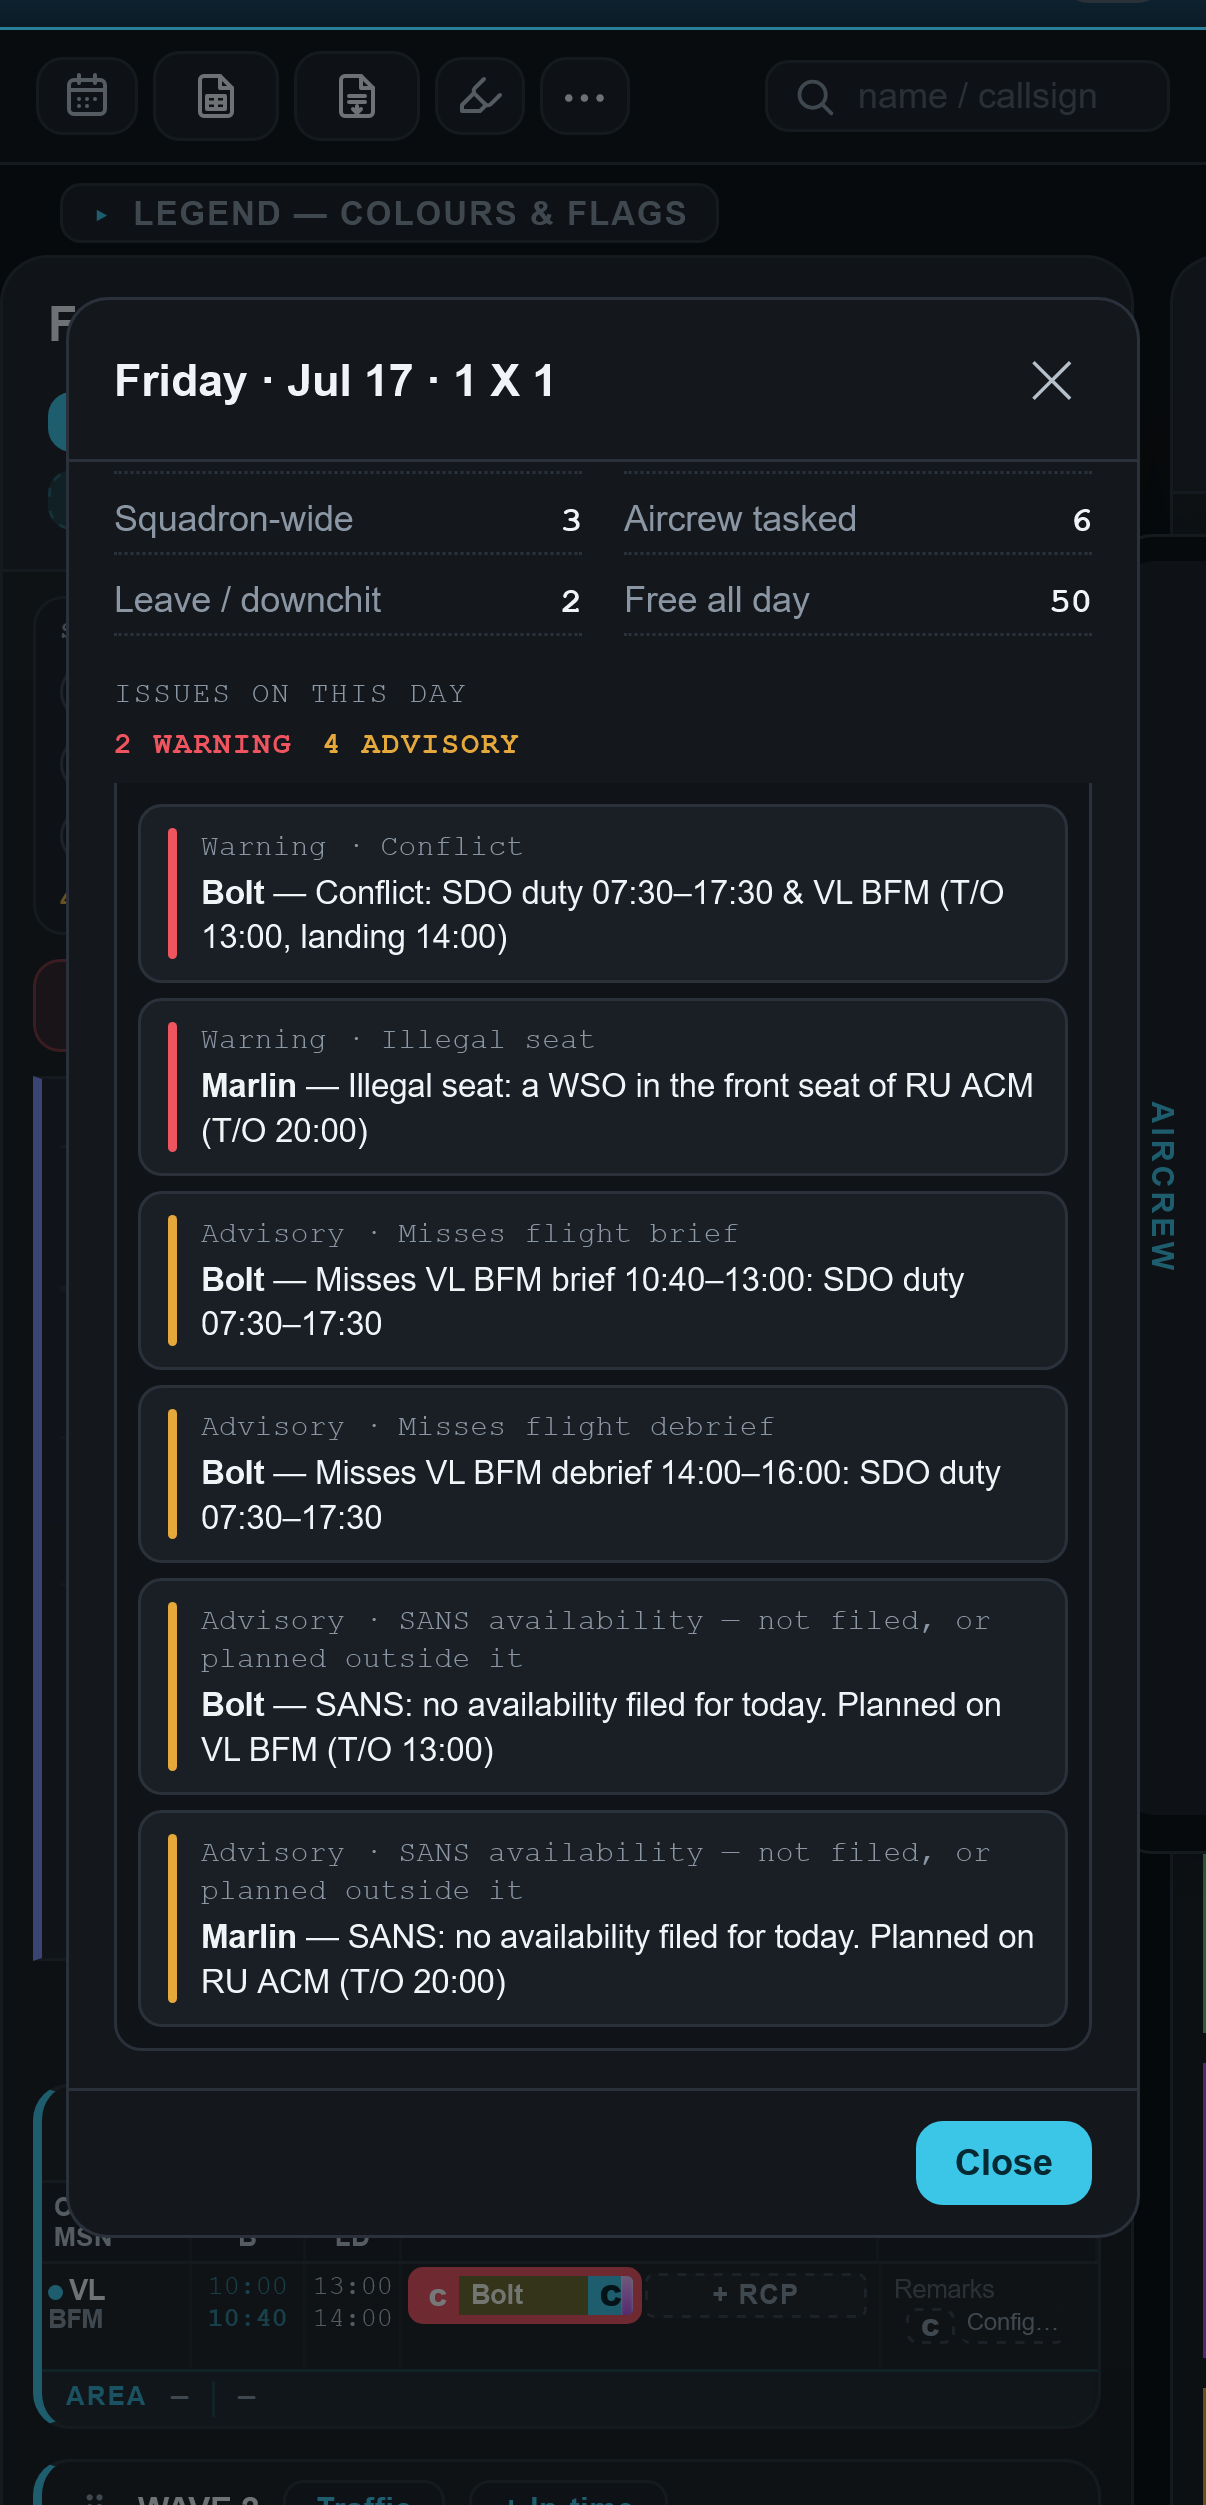 name / callsign
▸ LEGEND — COLOURS & FLAGS
F
Friday · Jul 17 · 1 X 1
Squadron-wide 3 Aircrew tasked 6
Leave / downchit 2 Free all day 50
ISSUES ON THIS DAY
2 WARNING 4 ADVISORY
Warning · Conflict
Bolt — Conflict: SDO duty 07:30–17:30 & VL BFM (T/O
13:00, landing 14:00)
Warning · Illegal seat
Marlin — Illegal seat: a WSO in the front seat of RU ACM
(T/O 20:00)
AIRCREW
Advisory · Misses flight brief
Bolt — Misses VL BFM brief 10:40–13:00: SDO duty
07:30–17:30
Advisory · Misses flight debrief
Bolt — Misses VL BFM debrief 14:00–16:00: SDO duty
07:30–17:30
Advisory · SANS availability — not filed, or
planned outside it
Bolt — SANS: no availability filed for today. Planned on
VL BFM (T/O 13:00)
Advisory · SANS availability — not filed, or
planned outside it
Marlin — SANS: no availability filed for today. Planned on
RU ACM (T/O 20:00)
Close
MSN B LD
VL 10:00 13:00 C Bolt C + RCP Remarks
BFM 10:40 14:00 C Config...
AREA — —
WAVE 2 Traffic + In-time